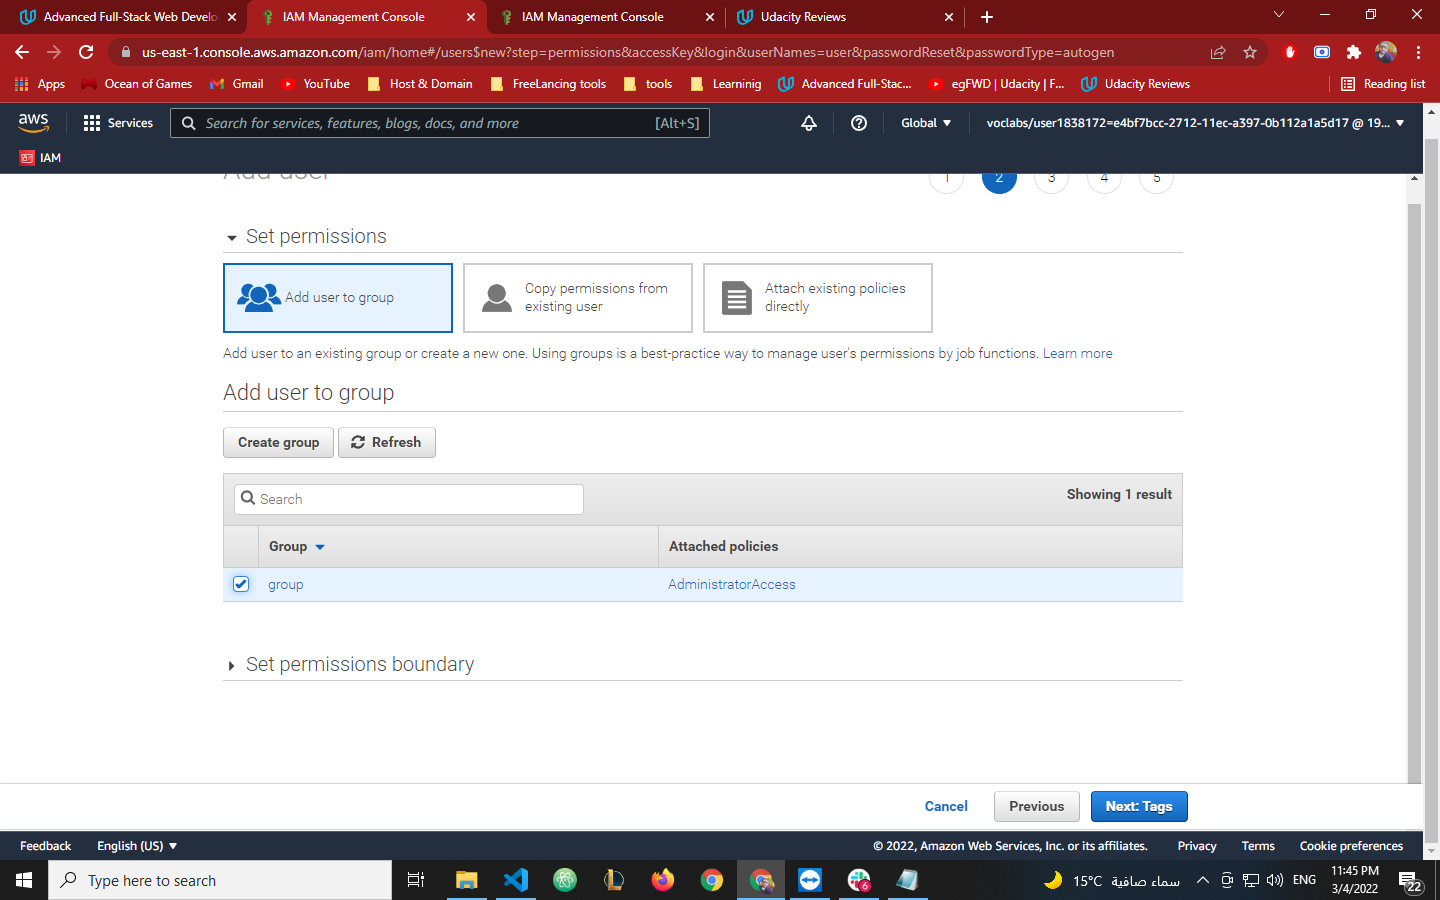 Advanced Full-Stack Web Develo
IAM Management Console
IAM Management Console
Udacity Reviews
us-east-1.console.aws.amazon.com/iam/home#/users$new?step=permissions&accessKey&login&userNames=user&passwordReset&passwordType=autogen
Apps
Ocean of Games
Gmail
YouTube
Host & Domain
FreeLancing tools
tools
Learninig
Advanced Full-Stac...
egFWD | Udacity | F...
Udacity Reviews
Reading list
aws
Services
Search for services, features, blogs, docs, and more
[Alt+S]
Global
voclabs/user1838172=e4bf7bcc-2712-11ec-a397-0b112a1a5d17 @ 19...
IAM
Add user
1
2
3
4
5
Set permissions
Add user to group
Copy permissions from
existing user
Attach existing policies
directly
Add user to an existing group or create a new one. Using groups is a best-practice way to manage user's permissions by job functions. Learn more
Add user to group
Create group
Refresh
Search
Showing 1 result
Group
Attached policies
group
AdministratorAccess
Set permissions boundary
Cancel
Previous
Next: Tags
Feedback
English (US)
© 2022, Amazon Web Services, Inc. or its affiliates.
Privacy
Terms
Cookie preferences
Type here to search
6
15°C سماء صافية
ENG
11:45 PM
3/4/2022
22